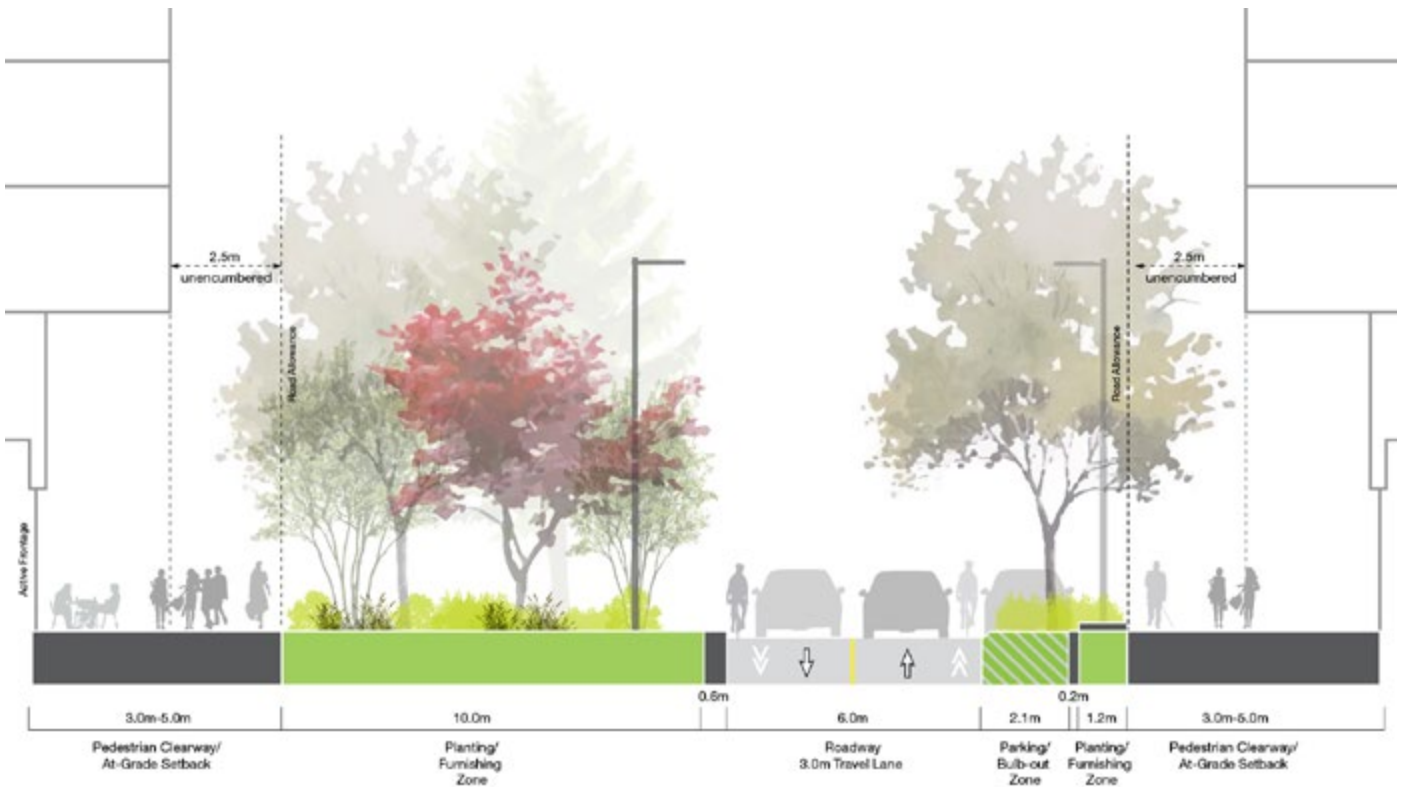 2.5m
unencumbered
2.5m
unencumbered
Road Allowance
Road Allowance
Active Frontage
0.6m
0.2m
3.0m-5.0m
10.0m
6.0m
2.1m
1.2m
3.0m-5.0m
Pedestrian Clearway/
At-Grade Setback
Planting/
Furnishing
Zone
Roadway
3.0m Travel Lane
Parking/
Bulb-out
Zone
Planting/
Furnishing
Zone
Pedestrian Clearway/
At-Grade Setback